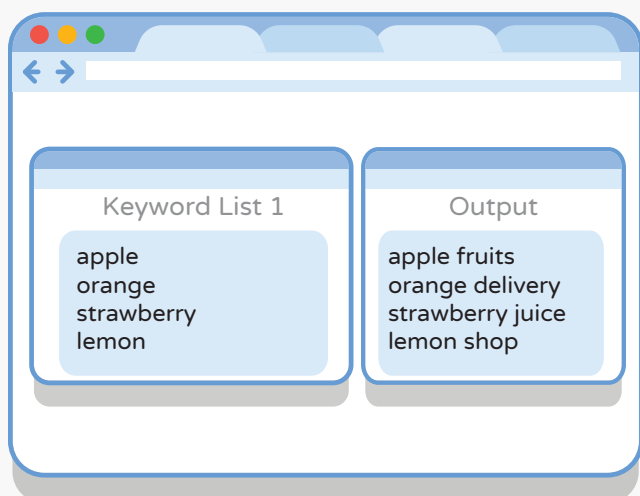 Keyword List 1
apple
orange
strawberry
lemon
Output
apple fruits
orange delivery
strawberry juice
lemon shop